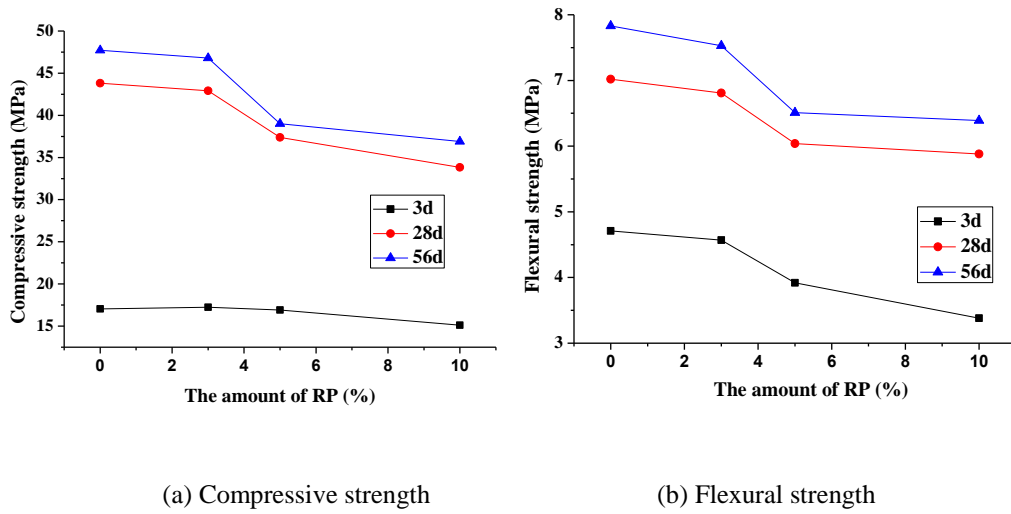 50
45
40
35
30
25
20
15
Compressive strength (MPa)
3d
28d
56d
0 2 4 6 8 10
The amount of RP (%)
(a) Compressive strength
8
7
6
5
4
3
Flexural strength (MPa)
3d
28d
56d
0 2 4 6 8 10
The amount of RP (%)
(b) Flexural strength